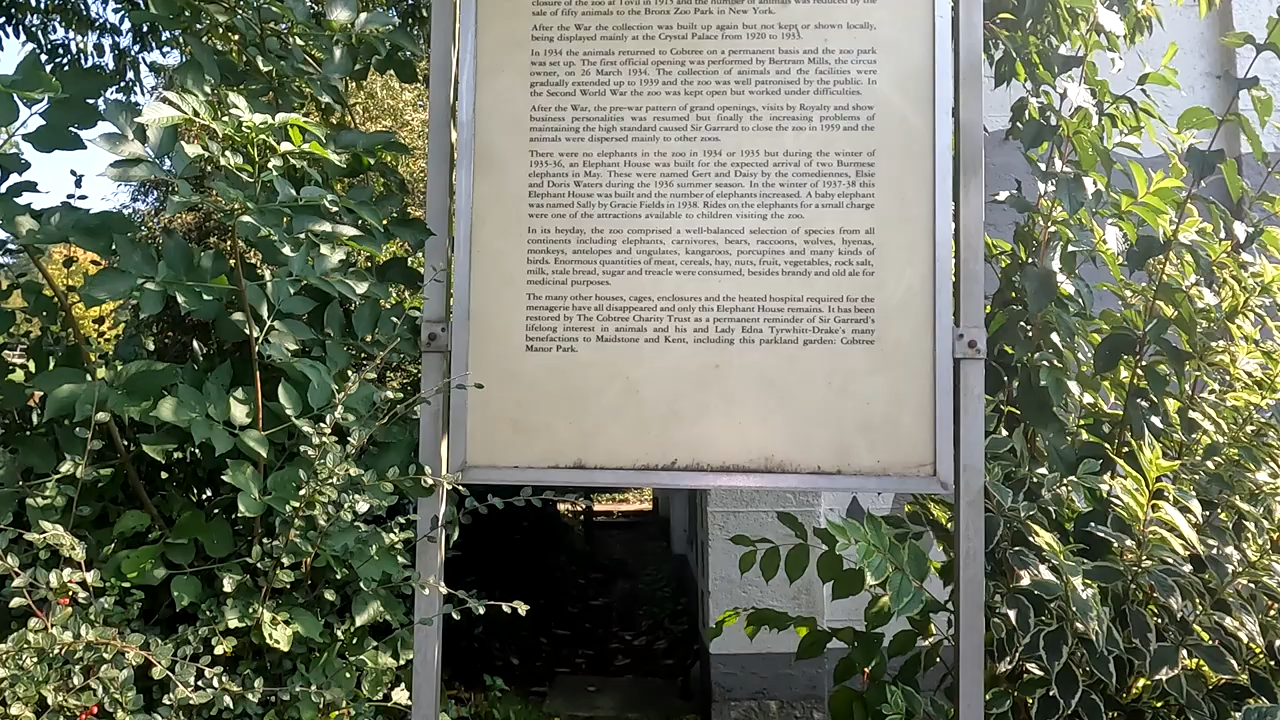 closure of the zoo at Tovil in 1915 and the number of animals was reduced by the
sale of fifty animals to the Bronx Zoo Park in New York.
After the War the collection was built up again but not kept or shown locally,
being displayed mainly at the Crystal Palace from 1920 to 1933.
In 1934 the animals returned to Cobtree on a permanent basis and the zoo park
was set up. The first official opening was performed by Bertram Mills, the circus
owner, on 26 March 1934. The collection of animals and the facilities were
gradually extended up to 1939 and the zoo was well patronised by the public. In
the Second World War the zoo was kept open but worked under difficulties.
After the War, the pre-war pattern of grand openings, visits by Royalty and show
business personalities was resumed but finally the increasing problems of
maintaining the high standard caused Sir Garrard to close the zoo in 1959 and the
animals were dispersed mainly to other zoos.
There were no elephants in the zoo in 1934 or 1935 but during the winter of
1935-36, an Elephant House was built for the expected arrival of two Burmese
elephants in May. These were named Gert and Daisy by the comediennes, Elsie
and Doris Waters during the 1936 summer season. In the winter of 1937-38 this
Elephant House was built and the number of elephants increased. A baby elephant
was named Sally by Gracie Fields in 1938. Rides on the elephants for a small charge
were one of the attractions available to children visiting the zoo.
In its heyday, the zoo comprised a well-balanced selection of species from all
continents including elephants, carnivores, bears, raccoons, wolves, hyenas,
monkeys, antelopes and ungulates, kangaroos, porcupines and many kinds of
birds. Enormous quantities of meat, cereals, hay, nuts, fruit, vegetables, rock salt,
milk, stale bread, sugar and treacle were consumed, besides brandy and old ale for
medicinal purposes.
The many other houses, cages, enclosures and the heated hospital required for the
menagerie have all disappeared and only this Elephant House remains. It has been
restored by The Cobtree Charity Trust as a permanent reminder of Sir Garrard's
lifelong interest in animals and his and Lady Edna Tyrwhitt-Drake's many
benefactions to Maidstone and Kent, including this parkland garden: Cobtree
Manor Park.